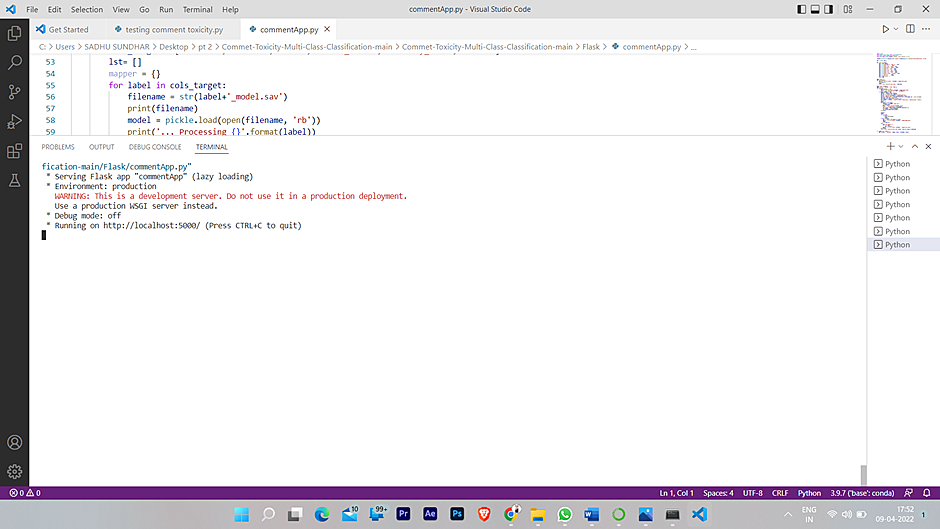 File Edit Selection View Go Run Terminal Help commentApp.py - Visual Studio Code
Get Started testing comment toxicity.py commentApp.py
C: > Users > SADHU SUNDHAR > Desktop > pt 2 > Commet-Toxicity-Multi-Class-Classification-main > Commet-Toxicity-Multi-Class-Classification-main > Flask > commentApp.py > ...
53 lst= []
54 mapper = {}
55 for label in cols_target:
56 filename = str(label+'_model.sav')
57 print(filename)
58 model = pickle.load(open(filename, 'rb'))
59 print('... Processing {}'.format(label))
PROBLEMS OUTPUT DEBUG CONSOLE TERMINAL
fication-main/Flask/commentApp.py"
* Serving Flask app "commentApp" (lazy loading)
* Environment: production
WARNING: This is a development server. Do not use it in a production deployment.
Use a production WSGI server instead.
* Debug mode: off
* Running on http://localhost:5000/ (Press CTRL+C to quit)
Python
Python
Python
Python
Python
Python
Python
0 0 Ln 1, Col 1 Spaces: 4 UTF-8 CRLF Python 3.9.7 ('base': conda)
10 99+ Pr Ae Ps ENG 17:52
IN 09-04-2022 1